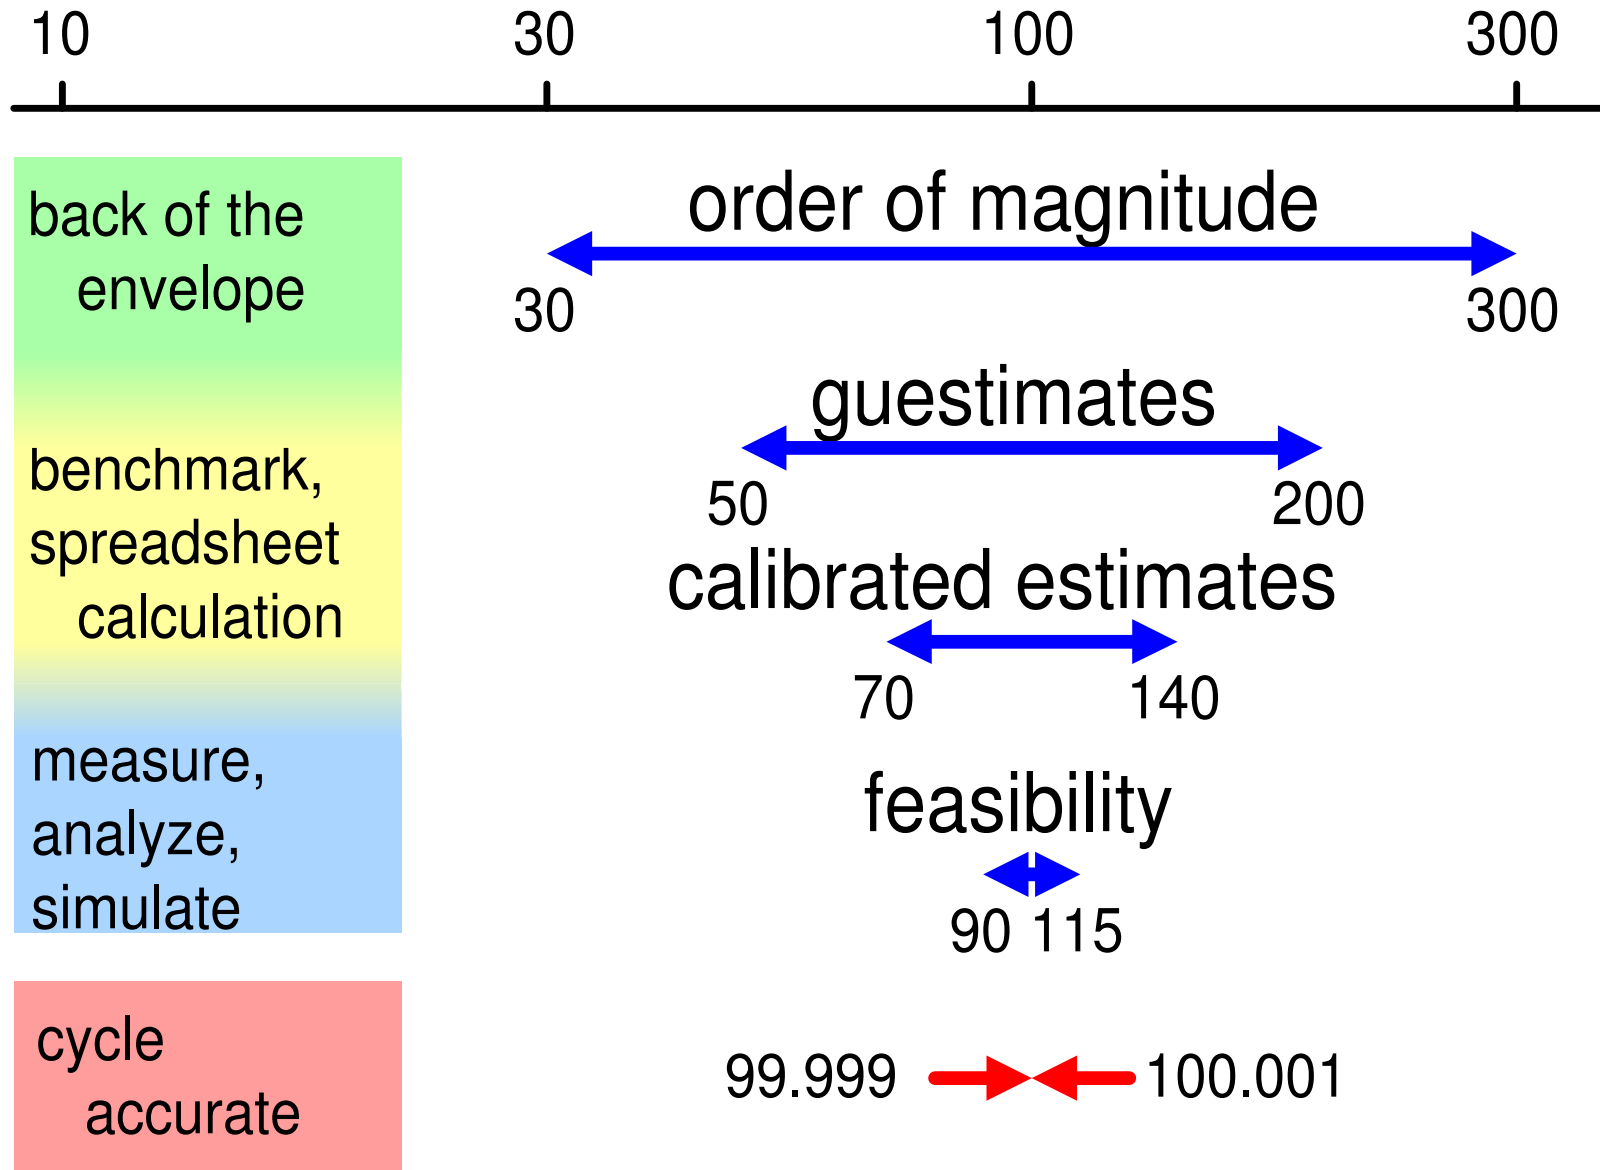 10 30 100 300
back of the
envelope
order of magnitude
30 300
guestimates
benchmark,
spreadsheet
calculation
50 200
calibrated estimates
70 140
measure,
analyze,
simulate
feasibility
90 115
cycle
accurate
99.999 100.001